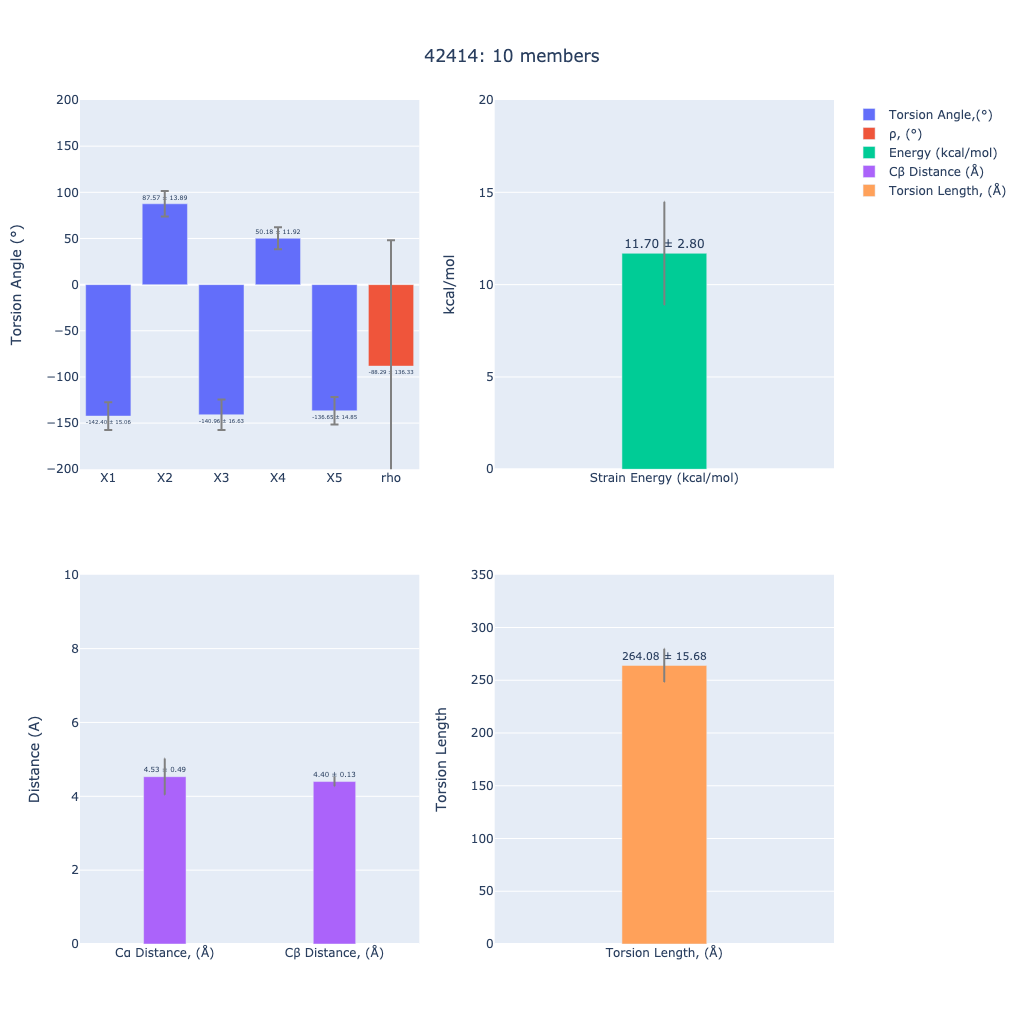 42414: 10 members
Torsion Angle (°)
200
150
100
50
0
−50
−100
−150
−200
-142.40 ± 15.06
87.57 ± 13.89
-140.96 ± 16.63
50.18 ± 11.92
-136.65 ± 14.85
-88.29 ± 136.33
X1 X2 X3 X4 X5 rho
kcal/mol
20
15
10
5
0
11.70 ± 2.80
Strain Energy (kcal/mol)
Torsion Angle,(°)
ρ, (°)
Energy (kcal/mol)
Cβ Distance (Å)
Torsion Length, (Å)
Distance (A)
10
8
6
4
2
0
4.53 ± 0.49
4.40 ± 0.13
Cα Distance, (Å) Cβ Distance, (Å)
Torsion Length
350
300
250
200
150
100
50
0
264.08 ± 15.68
Torsion Length, (Å)